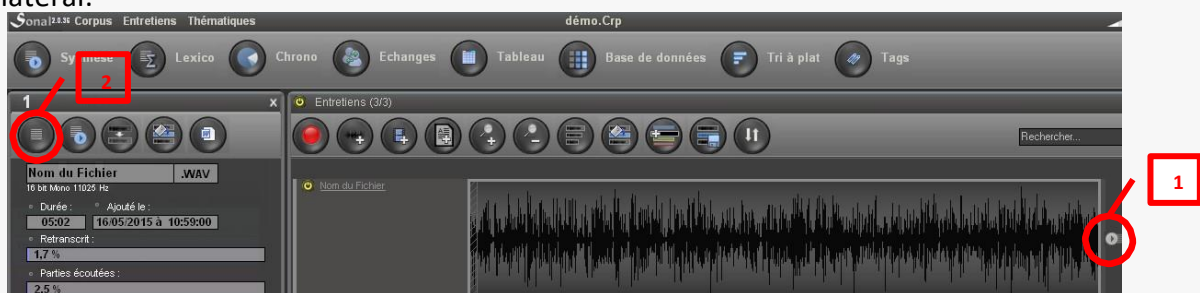 latéral.
Sonal 2.0.36 Corpus Entretiens Thématiques démo.Crp
Synthèse Lexico Chrono Echanges Tableau Base de données Tri à plat Tags
2
1 x Entretiens (3/3)
Rechercher...
Nom du Fichier .WAV
16 bit Mono 11025 Hz
Nom du Fichier
1
Durée : Ajouté le :
05:02 16/05/2015 à 10:59:00
Retranscrit :
1,7 %
Parties écoutées :
2,5 %